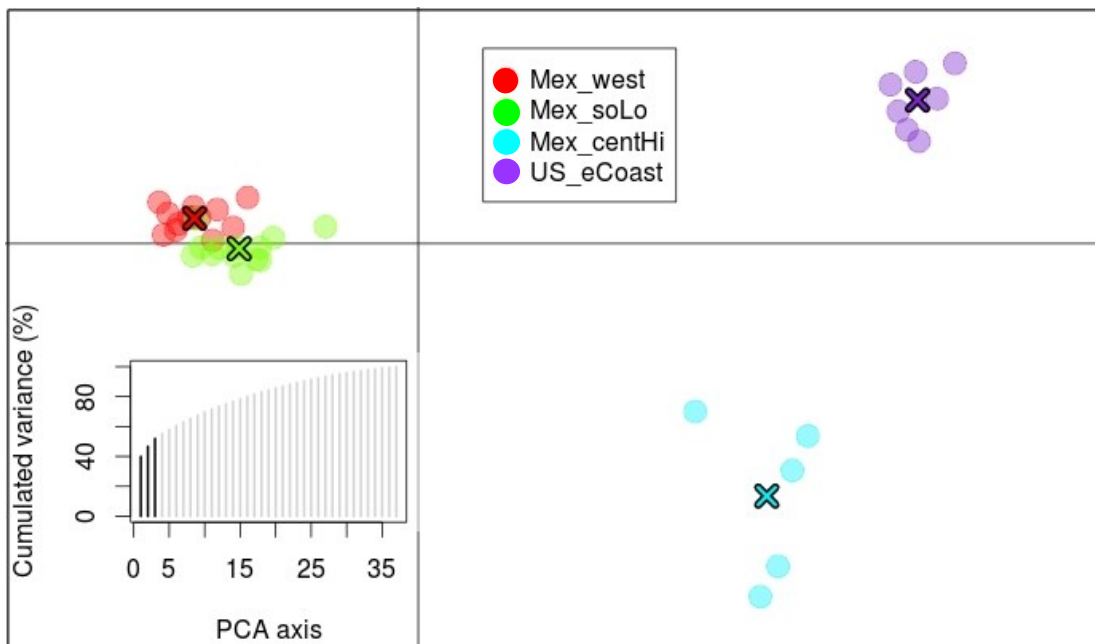 Mex_west
Mex_soLo
Mex_centHi
US_eCoast
Cumulated variance (%)
80
40
0
0 5 15 25 35
PCA axis